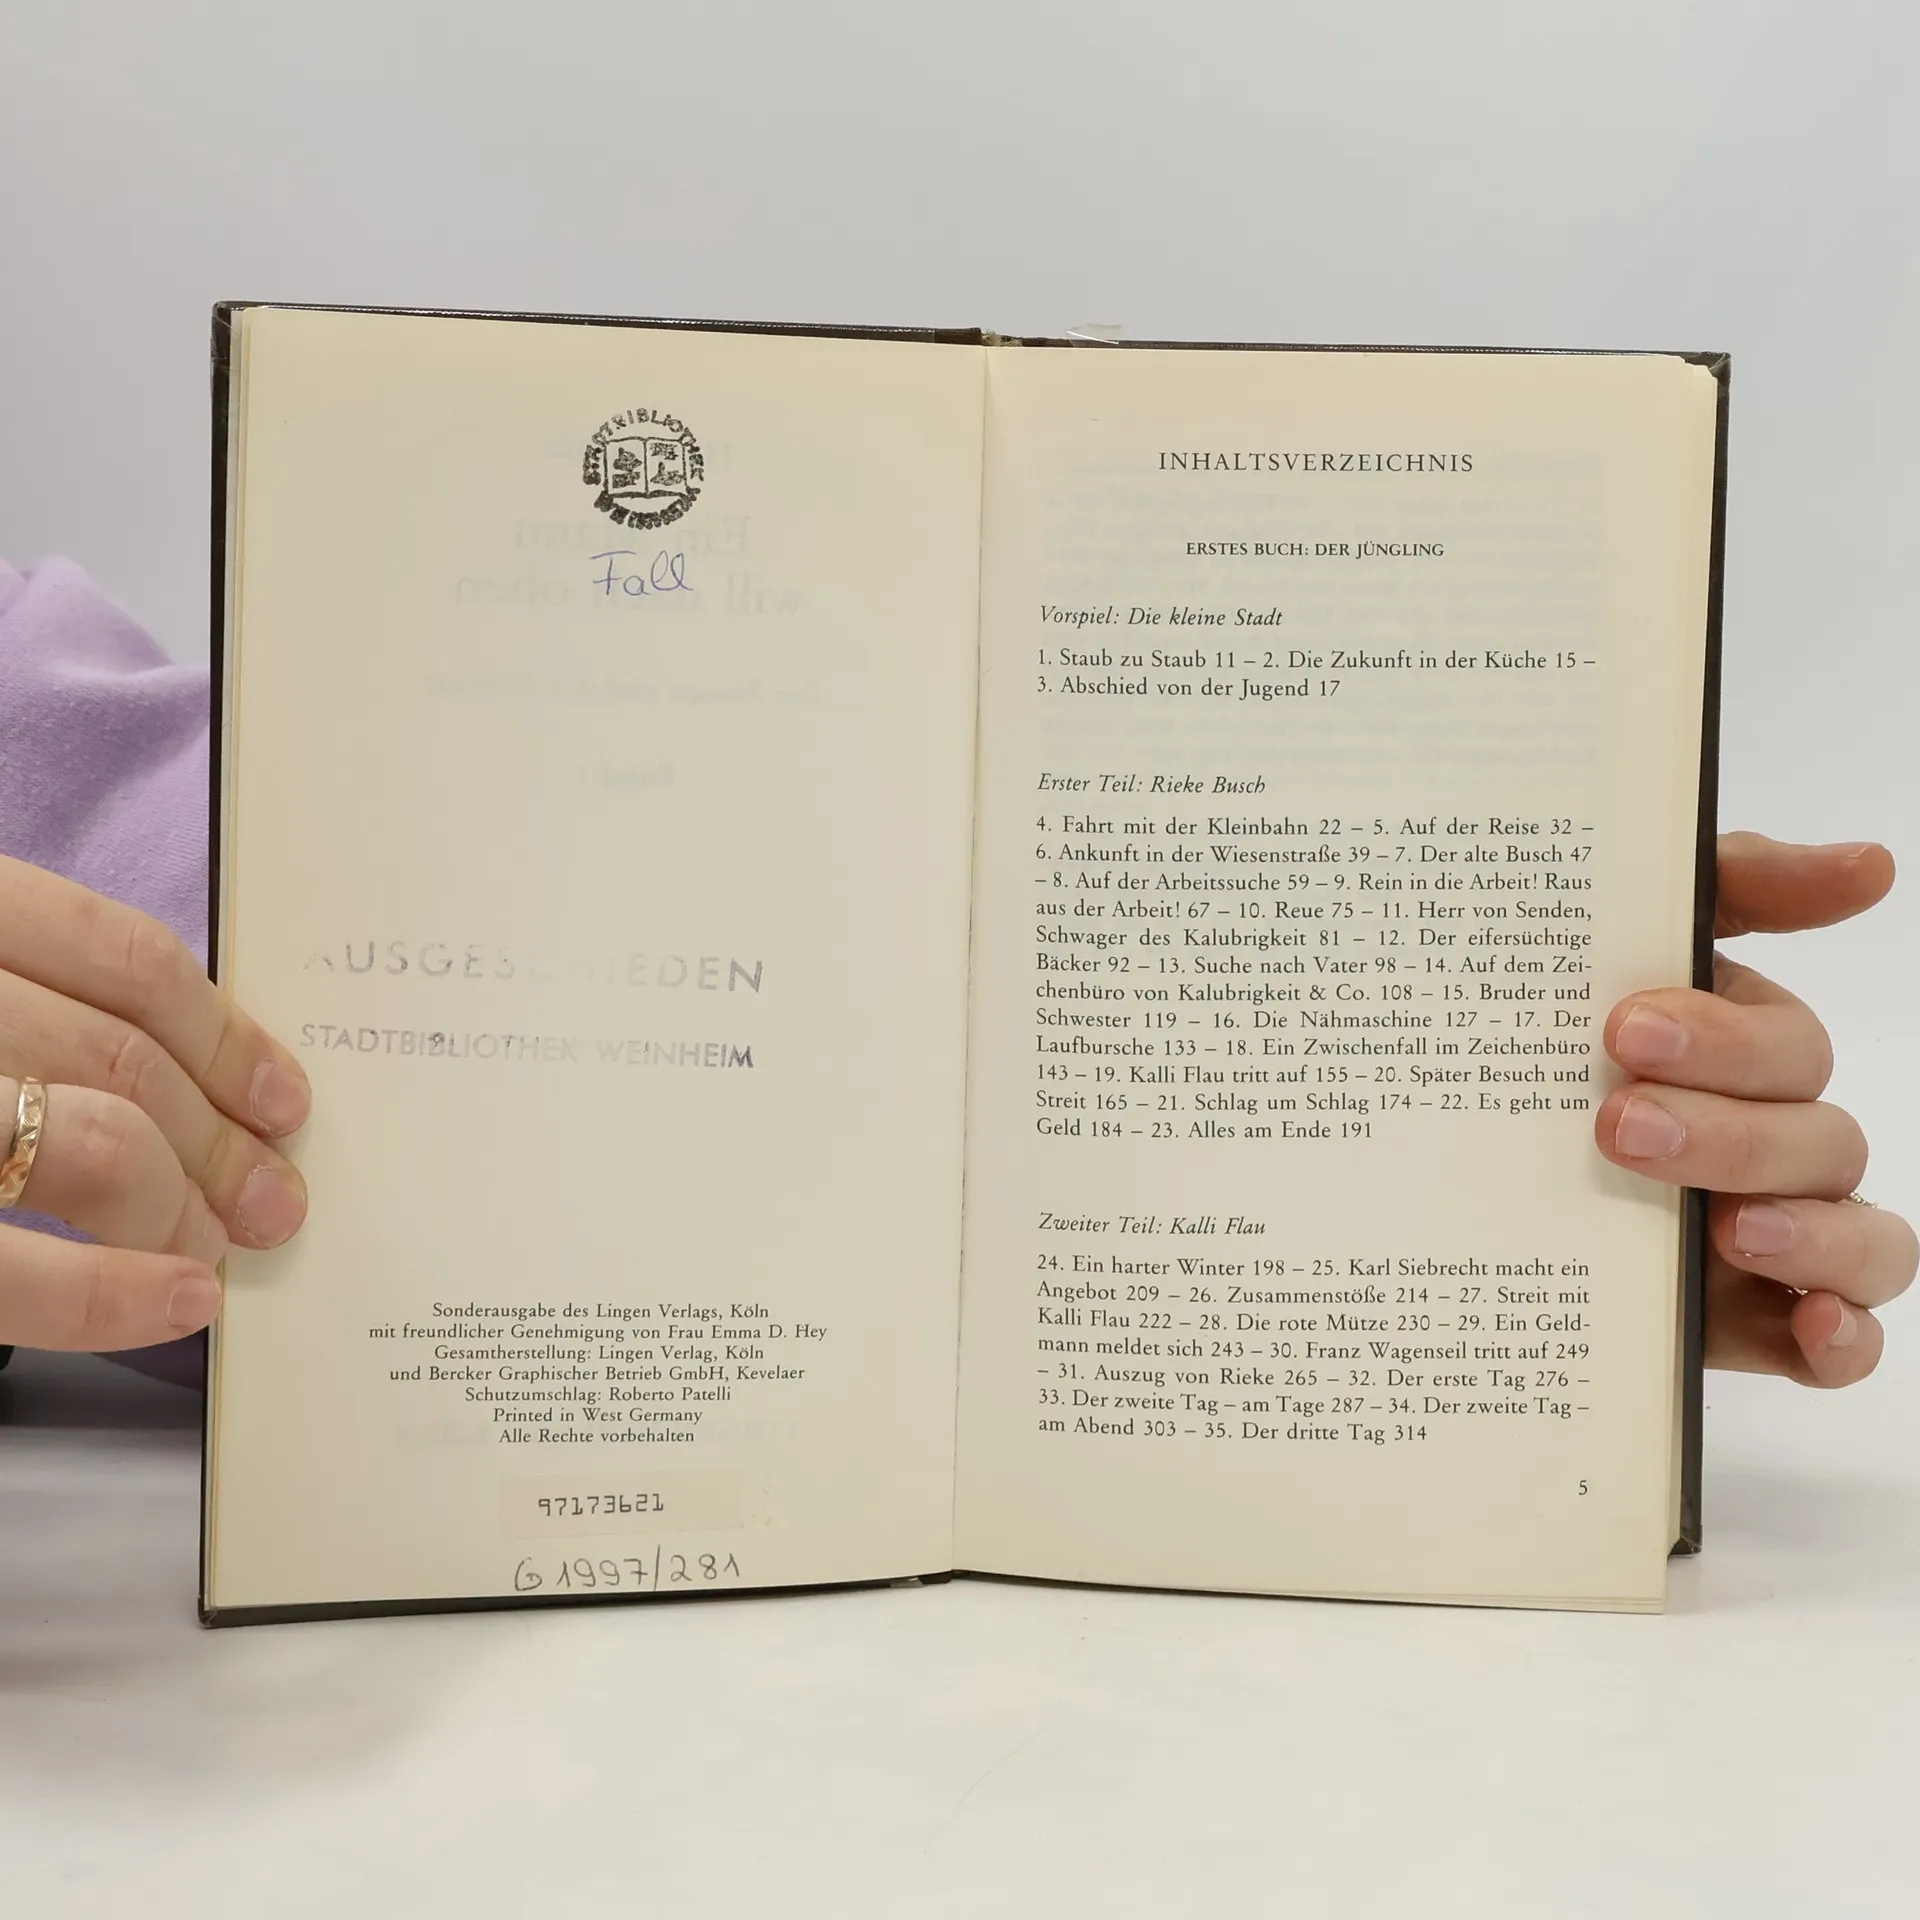 STADTBIBLIOTHEK
Fall
AUSGESCHIEDEN
STADTBIBLIOTHEK WEINHEIM
Sonderausgabe des Lingen Verlags, Köln
mit freundlicher Genehmigung von Frau Emma D. Hey
Gesamtherstellung: Lingen Verlag, Köln
und Bercker Graphischer Betrieb GmbH, Kevelaer
Schutzumschlag: Roberto Patelli
Printed in West Germany
Alle Rechte vorbehalten
97173621
G 1997/281
INHALTSVERZEICHNIS
ERSTES BUCH: DER JÜNGLING
Vorspiel: Die kleine Stadt
1. Staub zu Staub 11 – 2. Die Zukunft in der Küche 15 –
3. Abschied von der Jugend 17
Erster Teil: Rieke Busch
4. Fahrt mit der Kleinbahn 22 – 5. Auf der Reise 32 –
6. Ankunft in der Wiesenstraße 39 – 7. Der alte Busch 47
– 8. Auf der Arbeitssuche 59 – 9. Rein in die Arbeit! Raus
aus der Arbeit! 67 – 10. Reue 75 – 11. Herr von Senden,
Schwager des Kalubrigkeit 81 – 12. Der eifersüchtige
Bäcker 92 – 13. Suche nach Vater 98 – 14. Auf dem Zei-
chenbüro von Kalubrigkeit & Co. 108 – 15. Bruder und
Schwester 119 – 16. Die Nähmaschine 127 – 17. Der
Laufbursche 133 – 18. Ein Zwischenfall im Zeichenbüro
143 – 19. Kalli Flau tritt auf 155 – 20. Später Besuch und
Streit 165 – 21. Schlag um Schlag 174 – 22. Es geht um
Geld 184 – 23. Alles am Ende 191
Zweiter Teil: Kalli Flau
24. Ein harter Winter 198 – 25. Karl Siebrecht macht ein
Angebot 209 – 26. Zusammenstöße 214 – 27. Streit mit
Kalli Flau 222 – 28. Die rote Mütze 230 – 29. Ein Geld-
mann meldet sich 243 – 30. Franz Wagenseil tritt auf 249
– 31. Auszug von Rieke 265 – 32. Der erste Tag 276 –
33. Der zweite Tag – am Tage 287 – 34. Der zweite Tag –
am Abend 303 – 35. Der dritte Tag 314
5